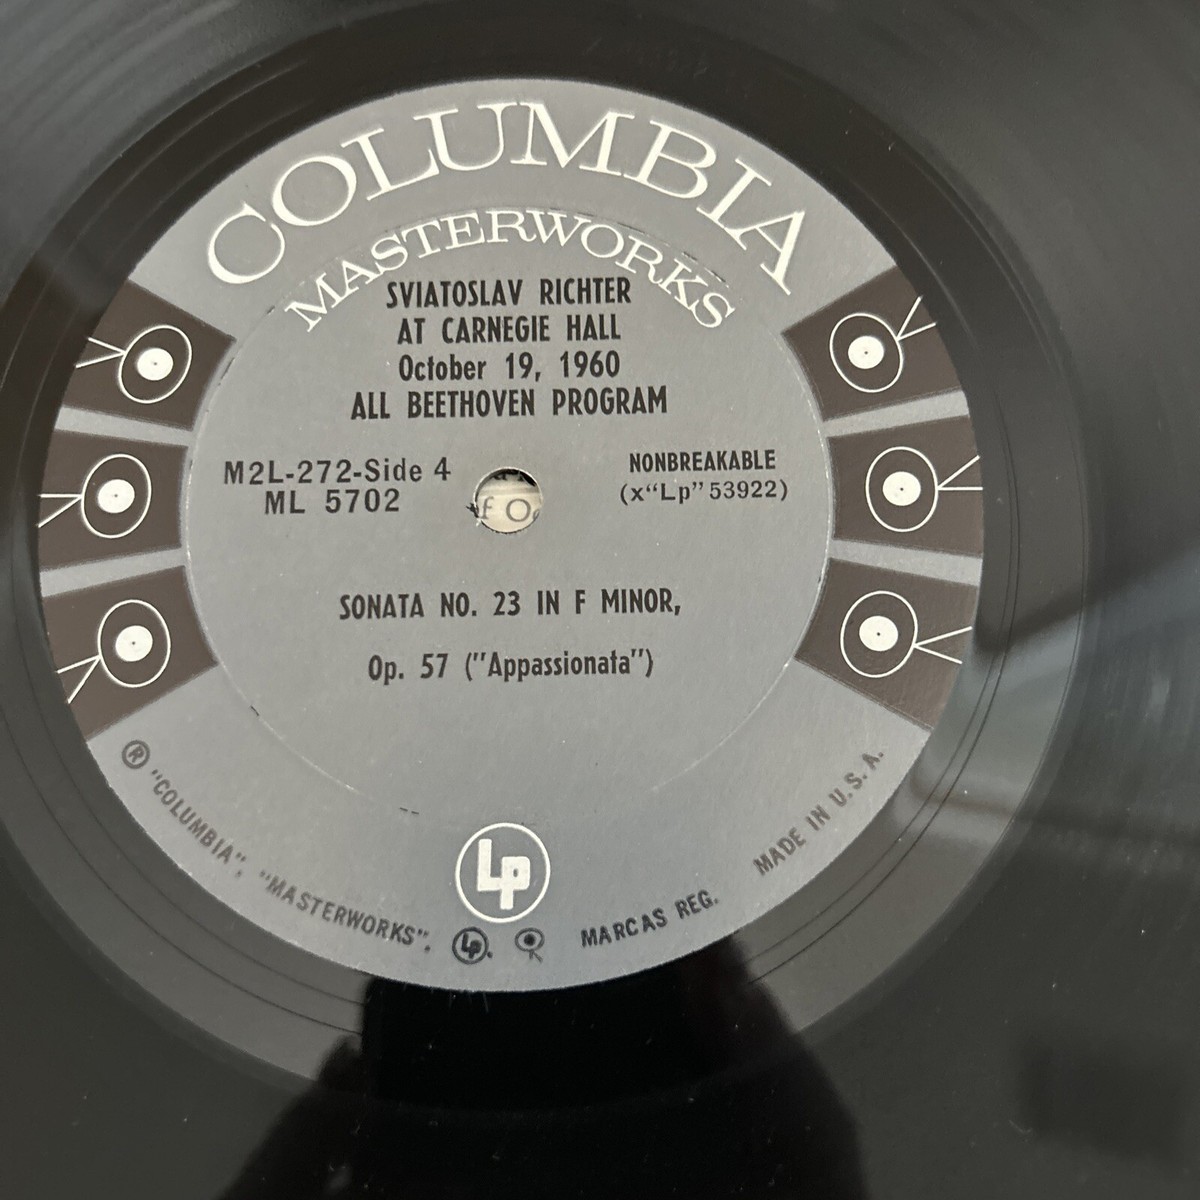 COLUMBIA
MASTERWORKS
SVIATOSLAV RICHTER
AT CARNEGIE HALL
October 19, 1960
ALL BEETHOVEN PROGRAM
M2L-272-Side 4
ML 5702
NONBREAKABLE
(x"Lp" 53922)
SONATA NO. 23 IN F MINOR,
Op. 57 ("Appassionata")
Lp
® "COLUMBIA", "MASTERWORKS", Lp. MARCAS REG. MADE IN U.S.A.